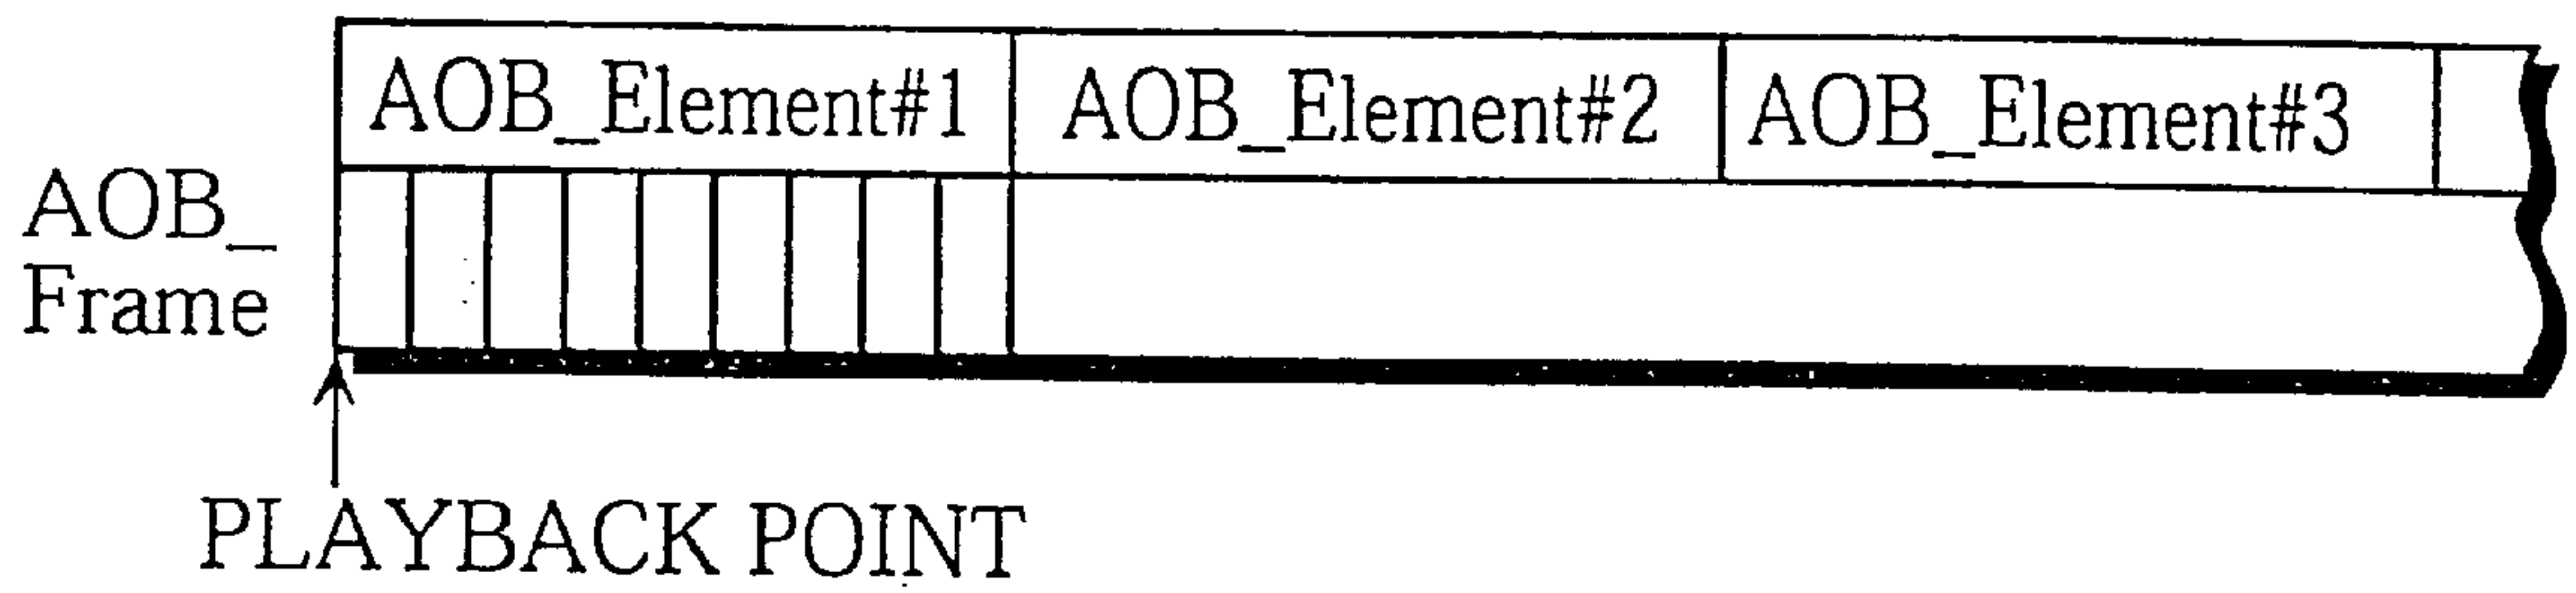 AOB_Element#1 AOB_Element#2 AOB_Element#3
AOB_
Frame
PLAYBACK POINT